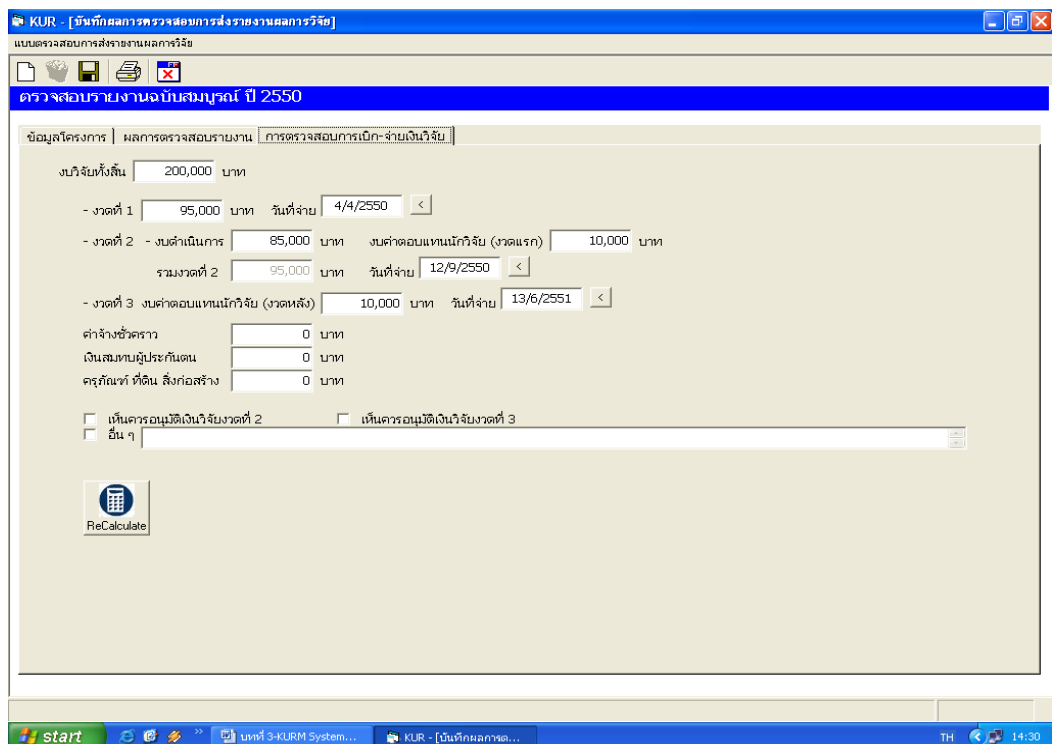 KUR - [บันทึกผลการตรวจสอบการส่งรายงานผลการวิจัย]
แบบตรวจสอบการส่งรายงานผลการวิจัย
ตรวจสอบรายงานฉบับสมบูรณ์ ปี 2550
ข้อมูลโครงการ ผลการตรวจสอบรายงาน การตรวจสอบการเบิก-จ่ายเงินวิจัย
งบวิจัยทั้งสิ้น 200,000 บาท
- งวดที่ 1 95,000 บาท วันที่จ่าย 4/4/2550 <
- งวดที่ 2 - งบดำเนินการ 85,000 บาท งบค่าตอบแทนนักวิจัย (งวดแรก) 10,000 บาท
รวมงวดที่ 2 95,000 บาท วันที่จ่าย 12/9/2550 <
- งวดที่ 3 งบค่าตอบแทนนักวิจัย (งวดหลัง) 10,000 บาท วันที่จ่าย 13/6/2551 <
ค่าจ้างชั่วคราว 0 บาท
เงินสมทบผู้ประกันตน 0 บาท
ครุภัณฑ์ ที่ดิน สิ่งก่อสร้าง 0 บาท
เห็นควรอนุมัติเงินวิจัยงวดที่ 2 เห็นควรอนุมัติเงินวิจัยงวดที่ 3
อื่น ๆ
ReCalculate
start บทที่ 3-KURM System... KUR - [บันทึกผลการต... TH 14:30